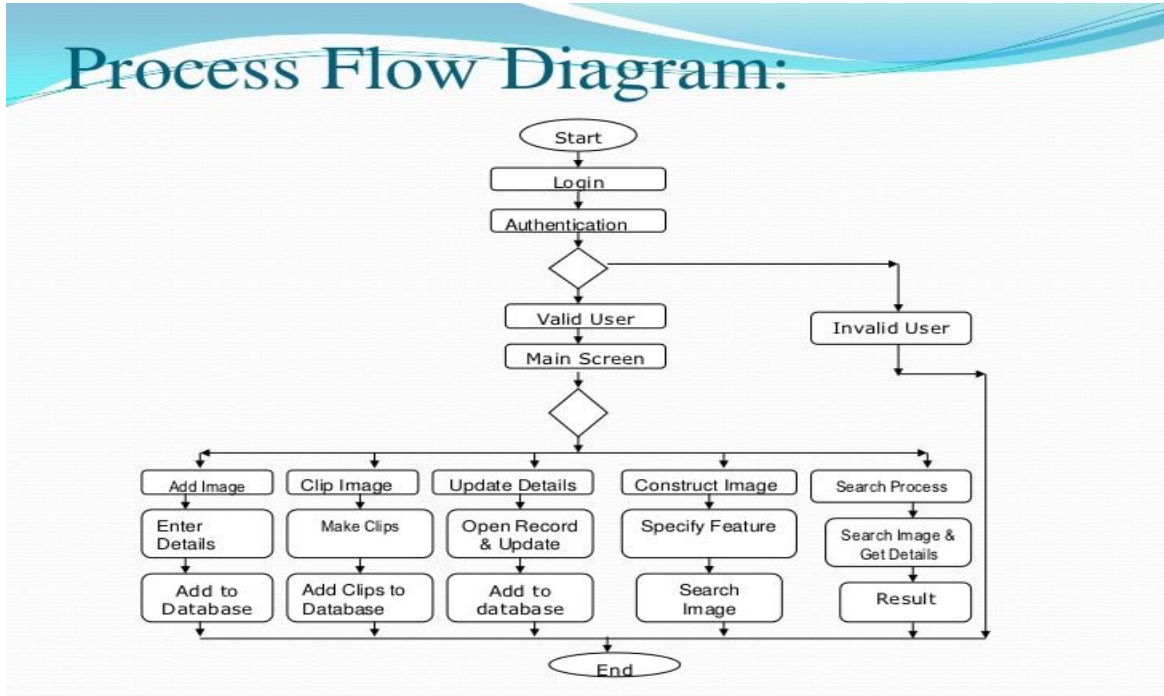 Process Flow Diagram:
Start
Login
Authentication
Valid User
Invalid User
Main Screen
Add Image
Clip Image
Update Details
Construct Image
Search Process
Enter
Details
Make Clips
Open Record
& Update
Specify Feature
Search Image &
Get Details
Add to
Database
Add Clips to
Database
Add to
database
Search
Image
Result
End